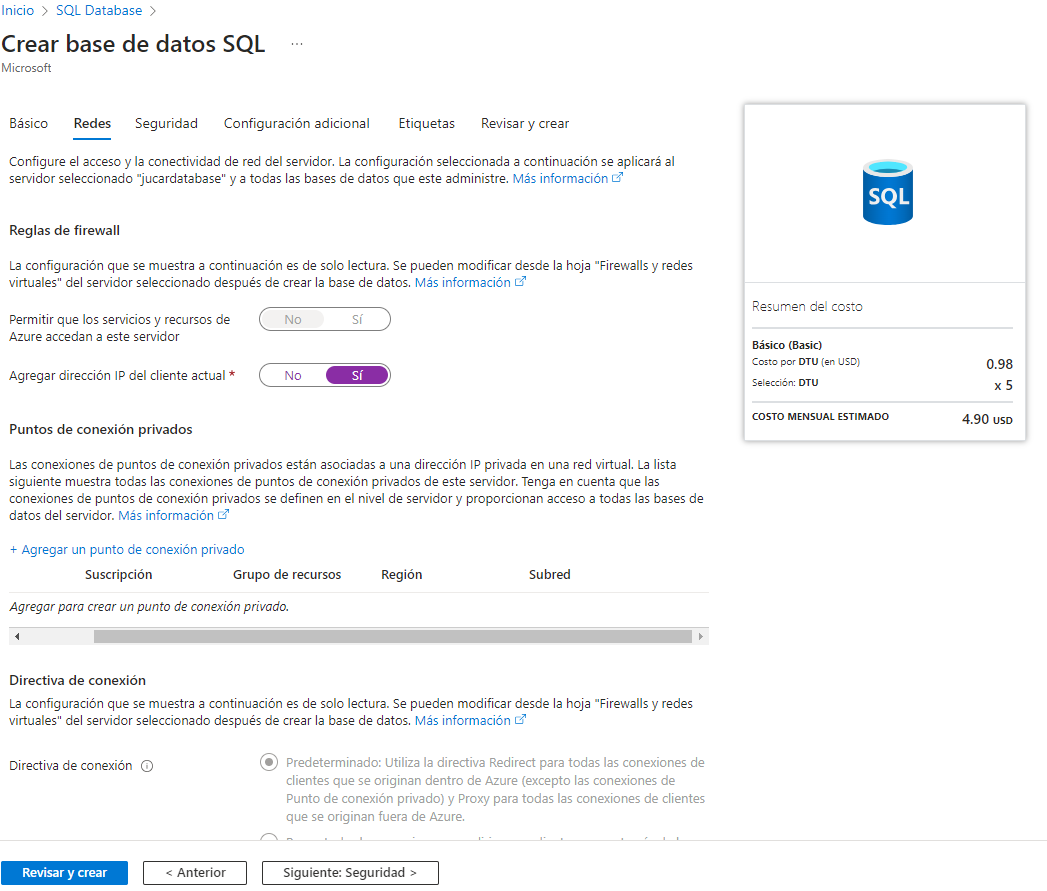 Inicio > SQL Database >
Crear base de datos SQL ...
Microsoft
Básico Redes Seguridad Configuración adicional Etiquetas Revisar y crear
Configure el acceso y la conectividad de red del servidor. La configuración seleccionada a continuación se aplicará al
servidor seleccionado "jucardatabase" y a todas las bases de datos que este administre. Más información
Reglas de firewall
La configuración que se muestra a continuación es de solo lectura. Se pueden modificar desde la hoja "Firewalls y redes
virtuales" del servidor seleccionado después de crear la base de datos. Más información
Permitir que los servicios y recursos de
Azure accedan a este servidor
No Sí
Agregar dirección IP del cliente actual *
No Sí
Puntos de conexión privados
Las conexiones de puntos de conexión privados están asociadas a una dirección IP privada en una red virtual. La lista
siguiente muestra todas las conexiones de puntos de conexión privados de este servidor. Tenga en cuenta que las
conexiones de puntos de conexión privados se definen en el nivel de servidor y proporcionan acceso a todas las bases de
datos del servidor. Más información
+ Agregar un punto de conexión privado
Suscripción Grupo de recursos Región Subred
Agregar para crear un punto de conexión privado.
Directiva de conexión
La configuración que se muestra a continuación es de solo lectura. Se pueden modificar desde la hoja "Firewalls y redes
virtuales" del servidor seleccionado después de crear la base de datos. Más información
Directiva de conexión
Predeterminado: Utiliza la directiva Redirect para todas las conexiones de
clientes que se originan dentro de Azure (excepto las conexiones de
Punto de conexión privado) y Proxy para todas las conexiones de clientes
que se originan fuera de Azure.
Revisar y crear
< Anterior
Siguiente: Seguridad >
SQL
Resumen del costo
Básico (Basic)
Costo por DTU (en USD) 0.98
Selección: DTU x 5
COSTO MENSUAL ESTIMADO 4.90 USD